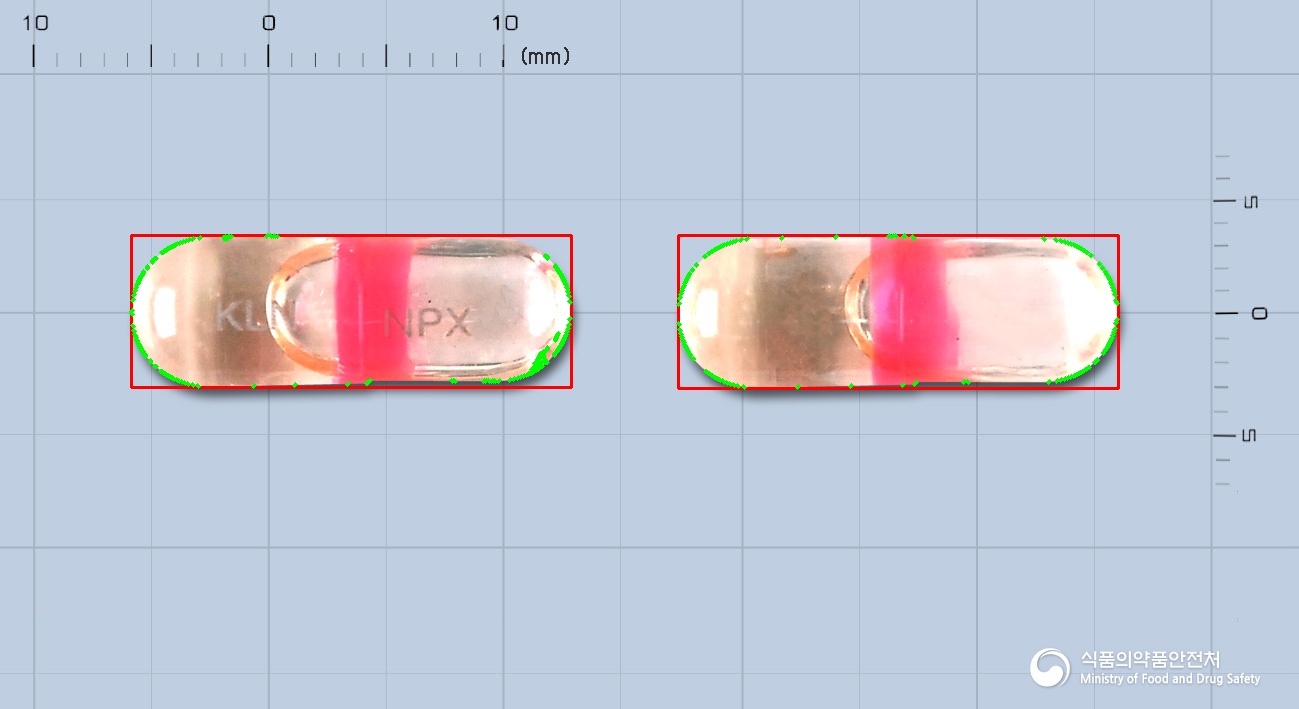 10 0 10
(mm)
5
KLN NPX
0
5
식품의약품안전처
Ministry of Food and Drug Safety